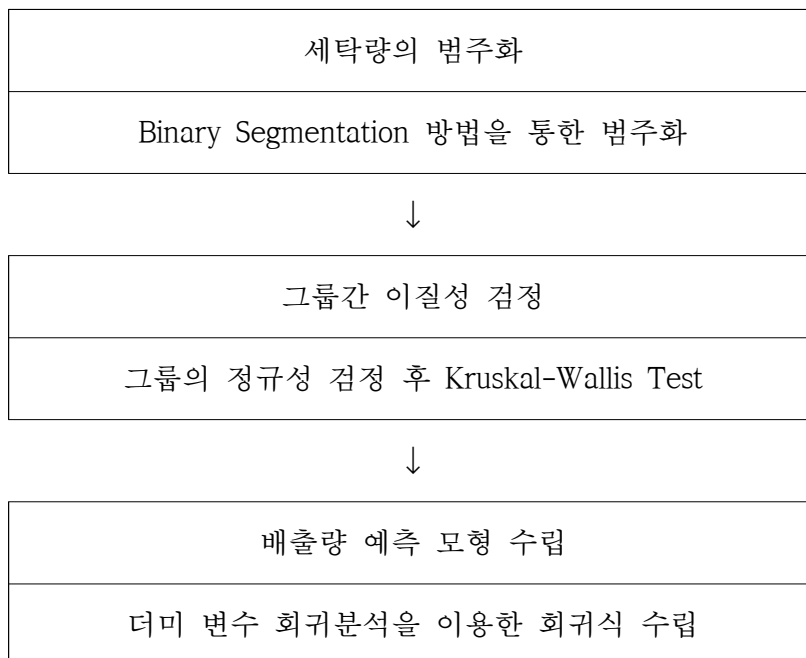 세탁량의 범주화
Binary Segmentation 방법을 통한 범주화
↓
그룹간 이질성 검정
그룹의 정규성 검정 후 Kruskal-Wallis Test
↓
배출량 예측 모형 수립
더미 변수 회귀분석을 이용한 회귀식 수립